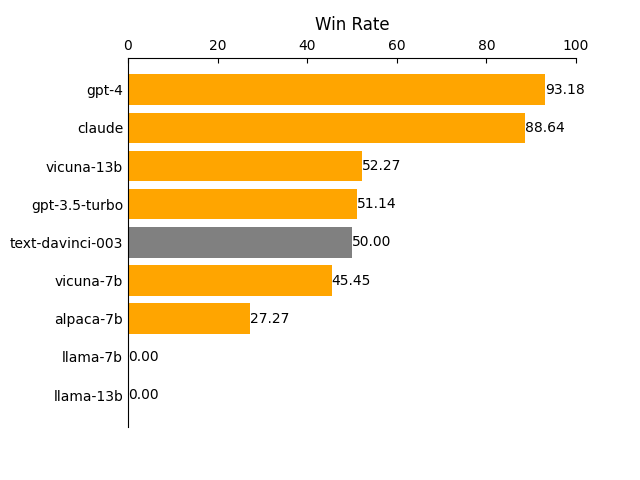 Win Rate
0 20 40 60 80 100
gpt-4 93.18
claude 88.64
vicuna-13b 52.27
gpt-3.5-turbo 51.14
text-davinci-003 50.00
vicuna-7b 45.45
alpaca-7b 27.27
llama-7b 0.00
llama-13b 0.00